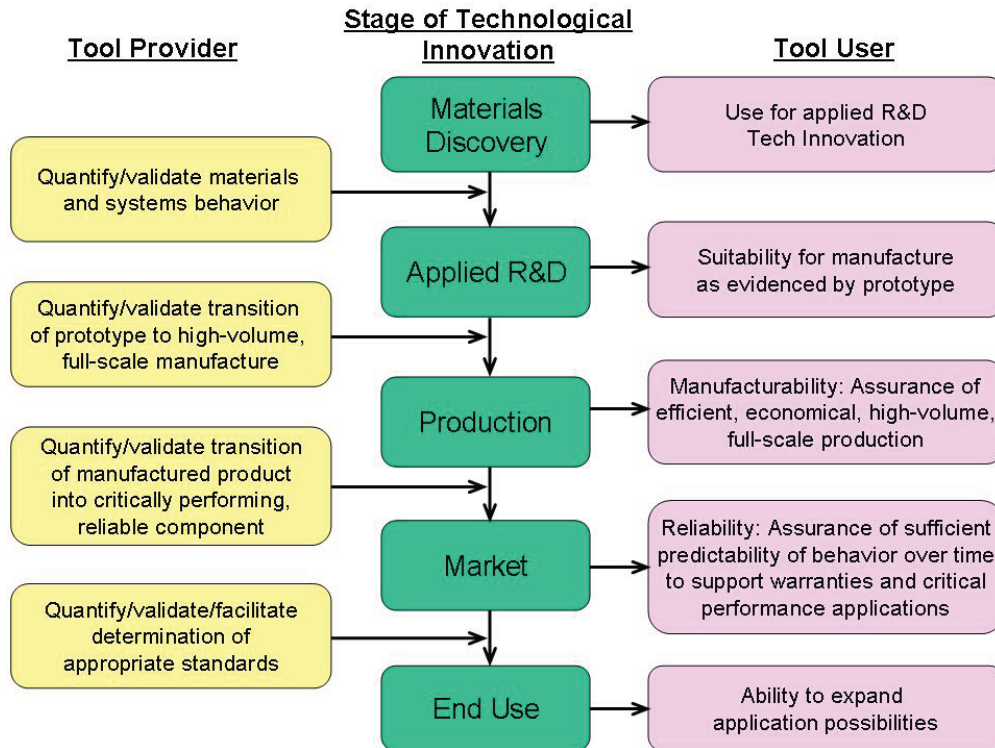 Tool Provider
Stage of Technological
Innovation
Tool User
Materials
Discovery
Use for applied R&D
Tech Innovation
Quantify/validate materials
and systems behavior
Applied R&D
Suitability for manufacture
as evidenced by prototype
Quantify/validate transition
of prototype to high-volume,
full-scale manufacture
Production
Manufacturability: Assurance of
efficient, economical, high-volume,
full-scale production
Quantify/validate transition
of manufactured product
into critically performing,
reliable component
Market
Reliability: Assurance of sufficient
predictability of behavior over time
to support warranties and critical
performance applications
Quantify/validate/facilitate
determination of
appropriate standards
End Use
Ability to expand
application possibilities